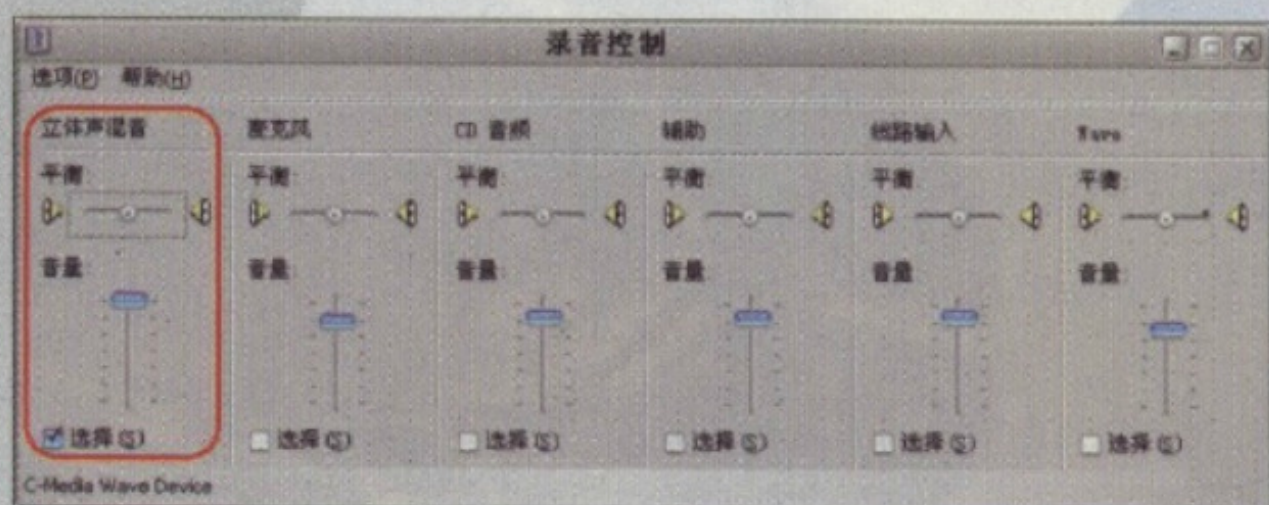 录音控制
选项(P) 帮助(H)
立体声混音 麦克风 CD 音频 辅助 线路输入 Wave
平衡: 平衡: 平衡: 平衡: 平衡: 平衡:
音量: 音量: 音量: 音量: 音量: 音量:
选择(S) 选择(S) 选择(S) 选择(S) 选择(S) 选择(S)
C-Media Wave Device